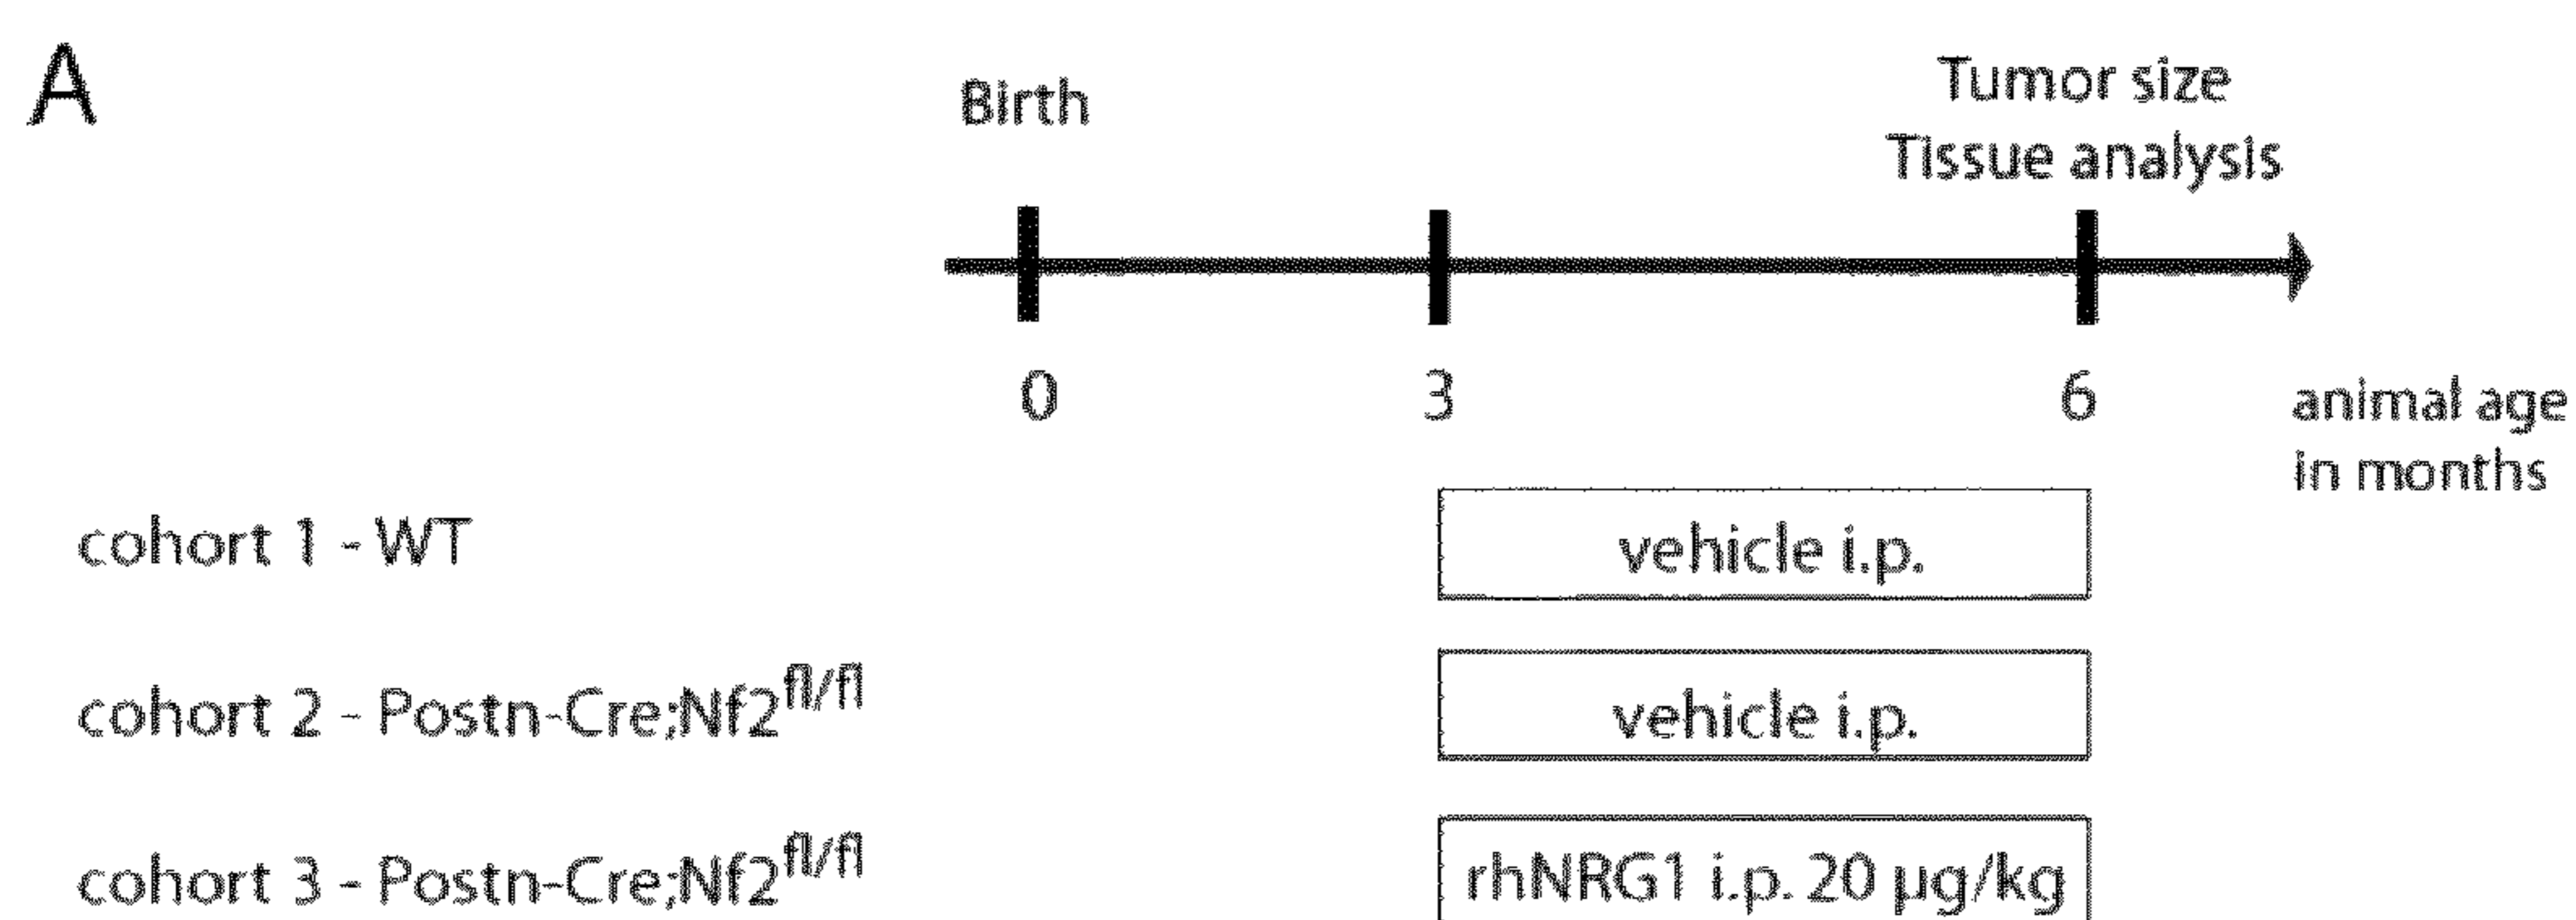 A
Birth
Tumor size
Tissue analysis
0
3
6
animal age
in months
cohort 1 - WT
vehicle i.p.
cohort 2 - Postn-Cre;Nf2fl/fl
vehicle i.p.
cohort 3 - Postn-Cre;Nf2fl/fl
rhNRG1 i.p. 20 µg/kg